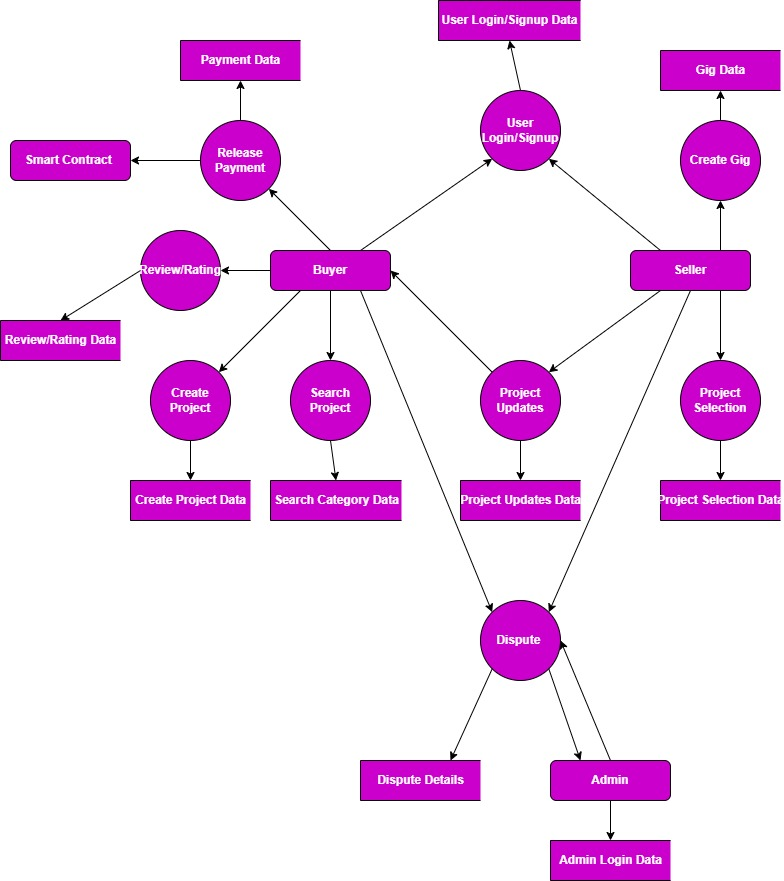 User Login/Signup Data
Payment Data
Gig Data
User
Login/Signup
Smart Contract
Release
Payment
Create Gig
Review/Rating
Buyer
Seller
Review/Rating Data
Create
Project
Search
Project
Project
Updates
Project
Selection
Create Project Data
Search Category Data
Project Updates Data
Project Selection Data
Dispute
Dispute Details
Admin
Admin Login Data